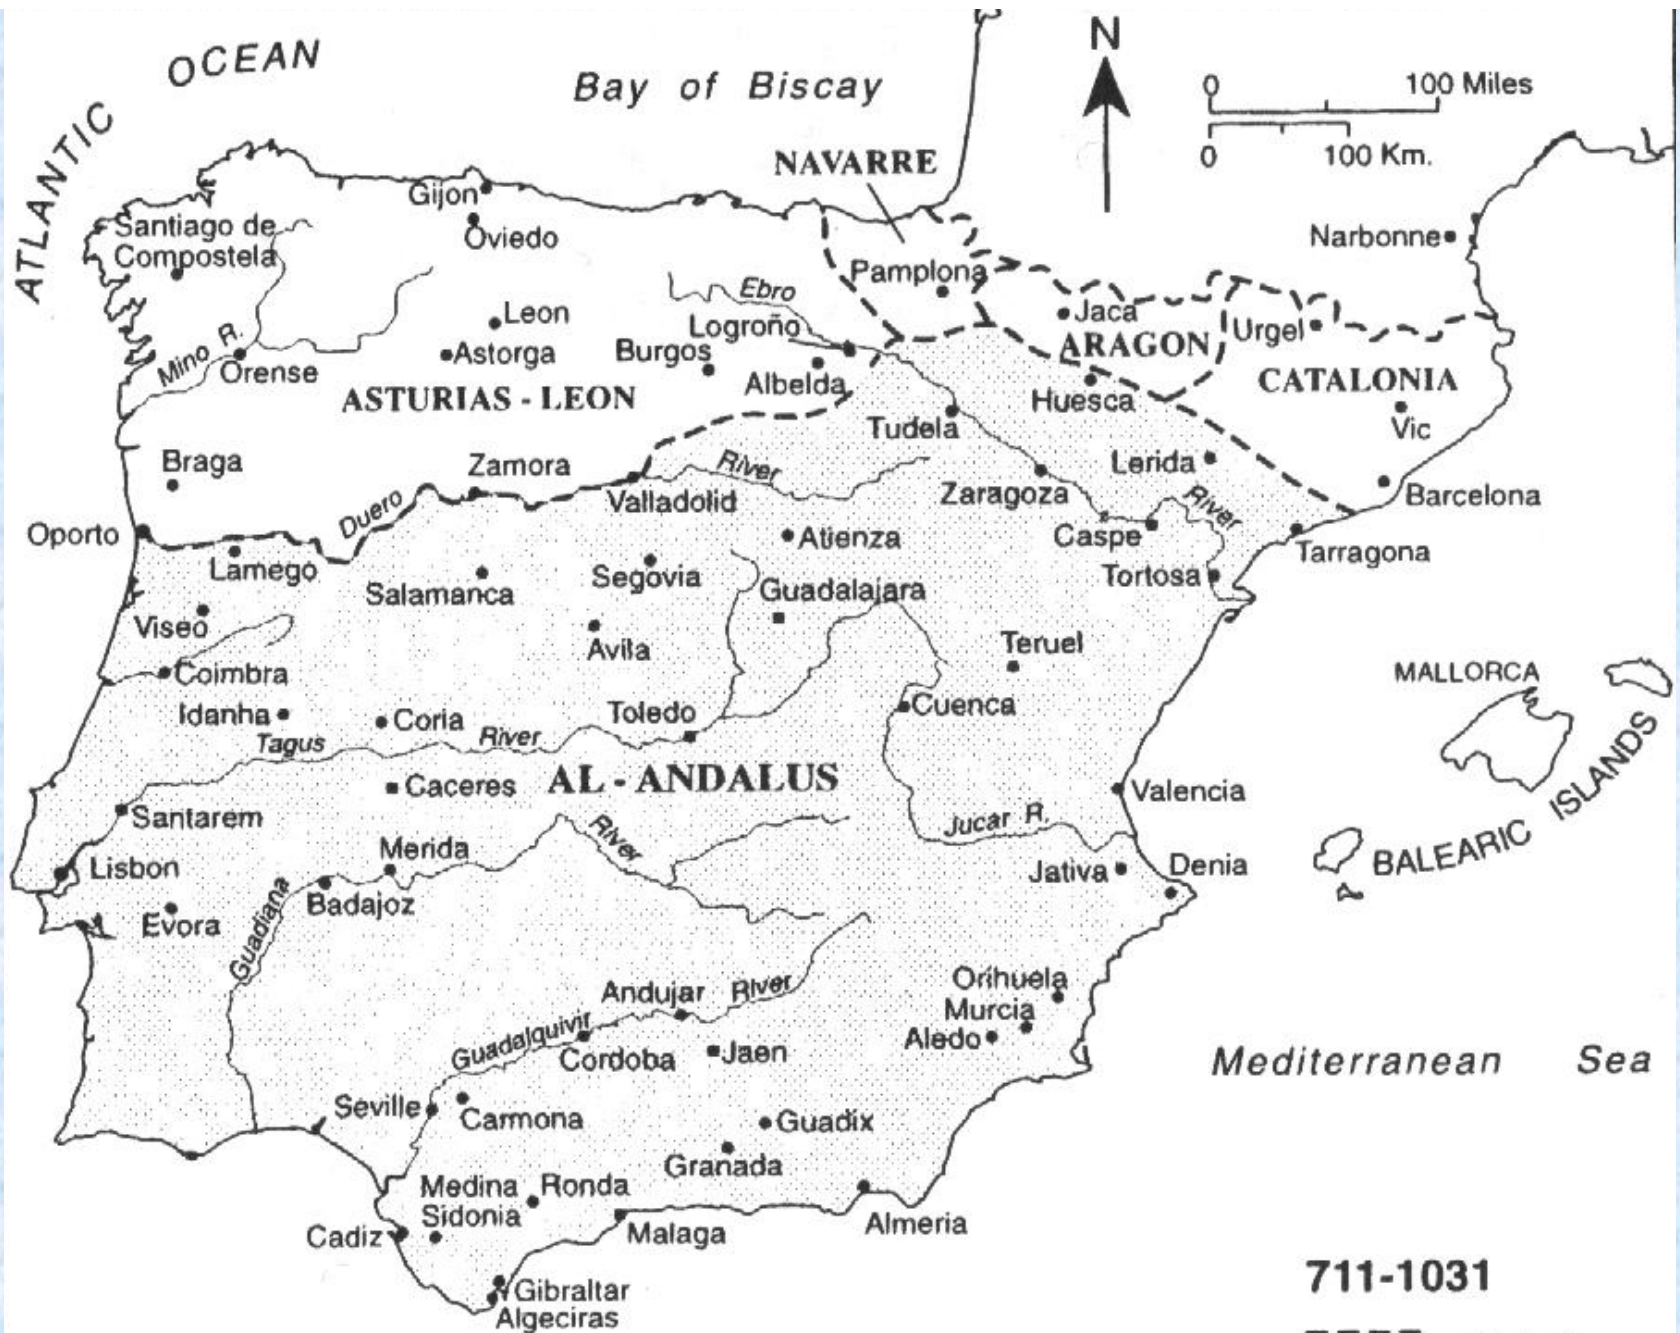 ATLANTIC OCEAN
Bay of Biscay
N
0 100 Miles
0 100 Km.
NAVARRE
Gijon
Oviedo
Santiago de
Compostela
Narbonne
Pamplona
Ebro
Logroño
Jaca
ARAGON
Urgel
Leon
Astorga
Burgos
Albelda
Mino R.
Orense
ASTURIAS - LEON
CATALONIA
Huesca
Vic
Tudela
Braga
Zamora
River
Valladolid
Lerida
Zaragoza
River
Barcelona
Oporto
Duero
Lamego
Atienza
Caspe
Tarragona
Salamanca
Segovia
Guadalajara
Tortosa
Viseo
Avila
Teruel
Coimbra
MALLORCA
Idanha
Coria
Toledo
Cuenca
Tagus River
AL - ANDALUS
Caceres
Valencia
Santarem
Jucar R.
BALEARIC ISLANDS
Merida
River
Lisbon
Jativa
Denia
Badajoz
Evora
Guadiana
Orihuela
Andujar
River
Murcia
Aledo
Guadalquivir
Cordoba
Jaen
Mediterranean Sea
Seville
Carmona
Guadix
Granada
Medina
Sidonia
Ronda
Cadiz
Malaga
Almeria
Gibraltar
Algeciras
711-1031